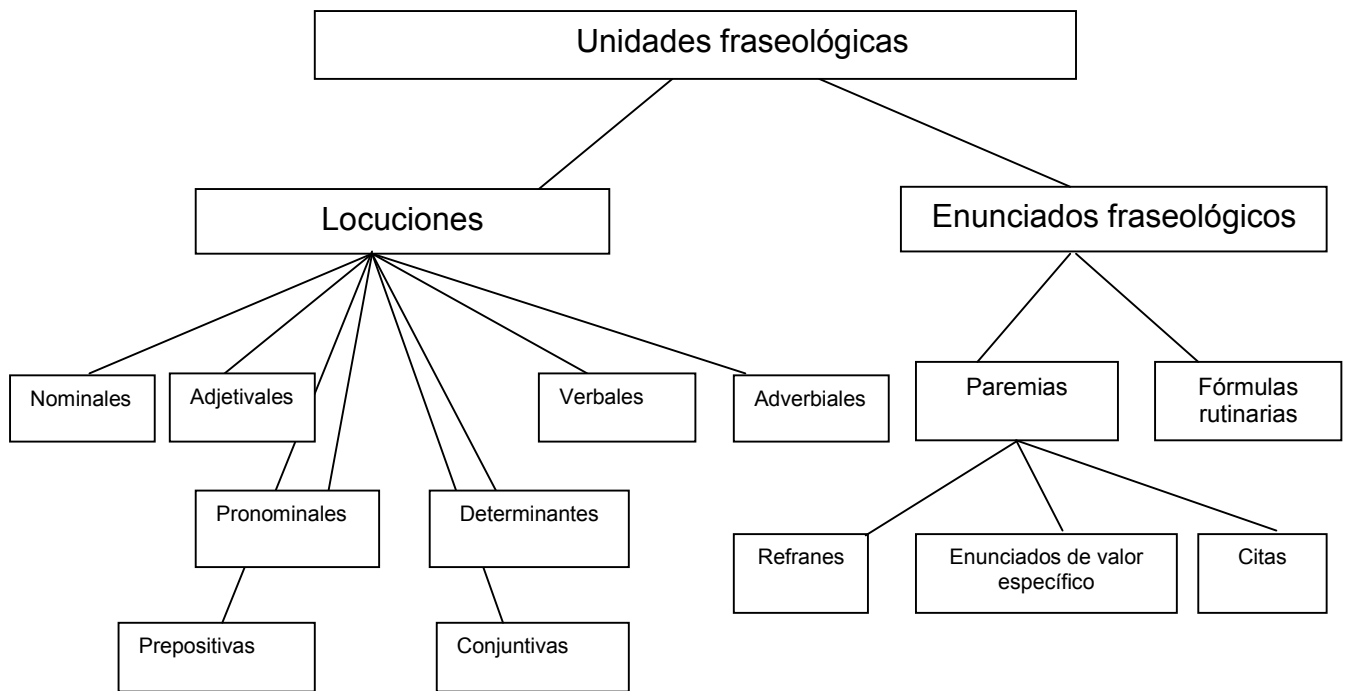 Unidades fraseológicas
Locuciones
Enunciados fraseológicos
Nominales
Adjetivales
Verbales
Adverbiales
Paremias
Fórmulas
rutinarias
Pronominales
Determinantes
Refranes
Enunciados de valor
específico
Citas
Prepositivas
Conjuntivas